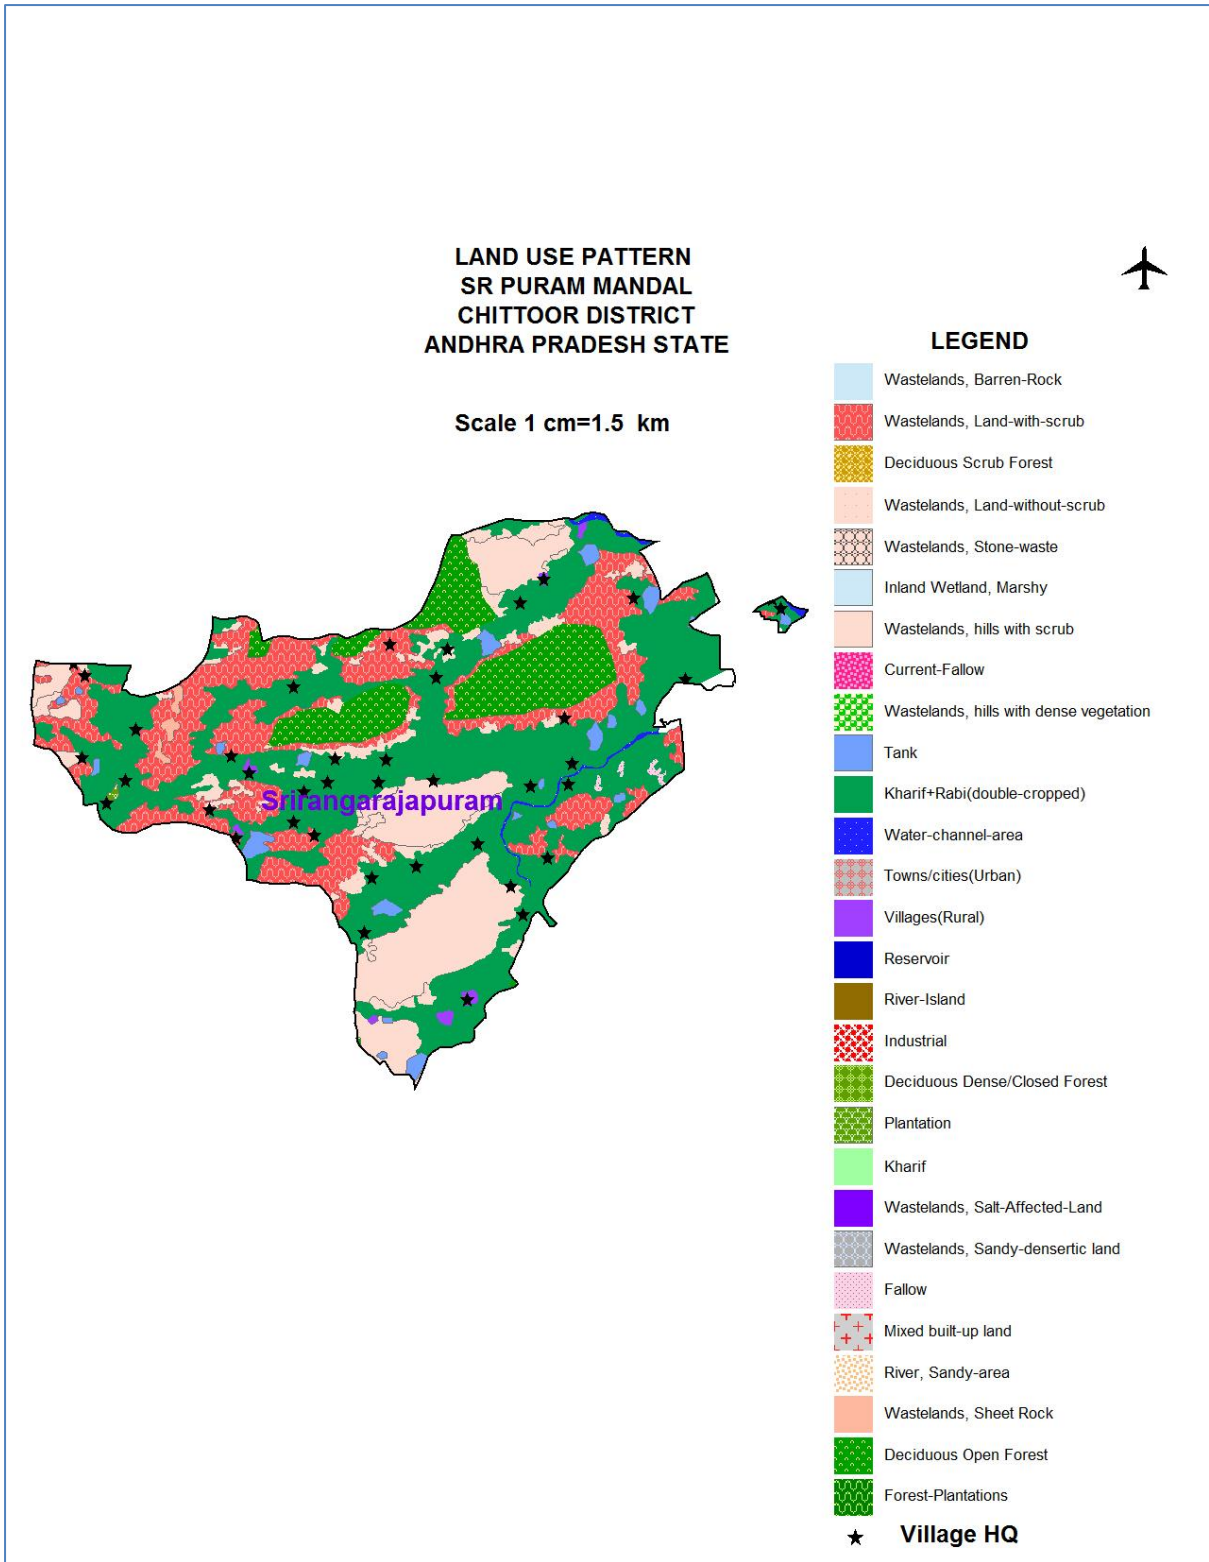 LAND USE PATTERN
SR PURAM MANDAL
CHITTOOR DISTRICT
ANDHRA PRADESH STATE
Scale 1 cm=1.5 km
LEGEND
Wastelands, Barren-Rock
Wastelands, Land-with-scrub
Deciduous Scrub Forest
Wastelands, Land-without-scrub
Wastelands, Stone-waste
Inland Wetland, Marshy
Wastelands, hills with scrub
Current-Fallow
Wastelands, hills with dense vegetation
Tank
Kharif+Rabi(double-cropped)
Water-channel-area
Towns/cities(Urban)
Villages(Rural)
Reservoir
River-Island
Industrial
Deciduous Dense/Closed Forest
Plantation
Kharif
Wastelands, Salt-Affected-Land
Wastelands, Sandy-densertic land
Fallow
Mixed built-up land
River, Sandy-area
Wastelands, Sheet Rock
Deciduous Open Forest
Forest-Plantations
Village HQ
Srirangarajapuram